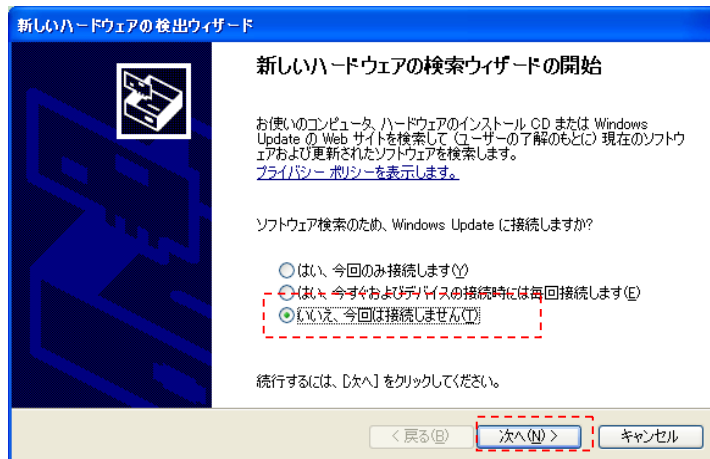 新しいハードウェアの検出ウィザード
新しいハードウェアの検索ウィザードの開始
お使いのコンピュータ、ハードウェアのインストール CD または Windows
Update の Web サイトを検索して (ユーザーの了解のもとに) 現在のソフトウ
ェアおよび更新されたソフトウェアを検索します。
プライバシー ポリシーを表示します。
ソフトウェア検索のため、Windows Update に接続しますか?
はい、今回のみ接続します(Y)
はい、今すぐおよびデバイスの接続時には毎回接続します(E)
いいえ、今回は接続しません(T)
続行するには、[次へ] をクリックしてください。
< 戻る(B) 次へ(N) > キャンセル